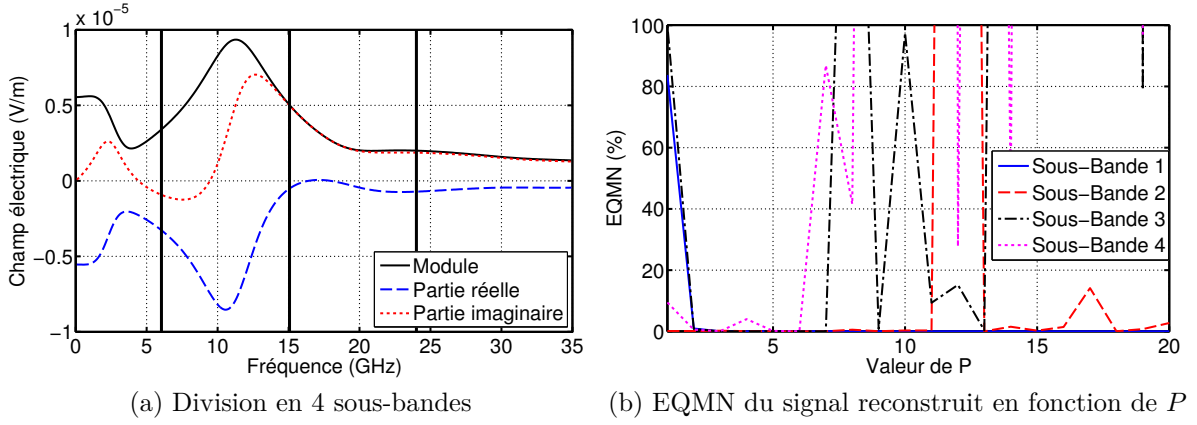 1 x 10⁻⁵
0.5
0
−0.5
−1
Champ électrique (V/m)
0 5 10 15 20 25 30 35
Fréquence (GHz)
Module
Partie réelle
Partie imaginaire
(a) Division en 4 sous-bandes
100
80
60
40
20
0
EQMN (%)
5 10 15 20
Valeur de P
Sous−Bande 1
Sous−Bande 2
Sous−Bande 3
Sous−Bande 4
(b) EQMN du signal reconstruit en fonction de P